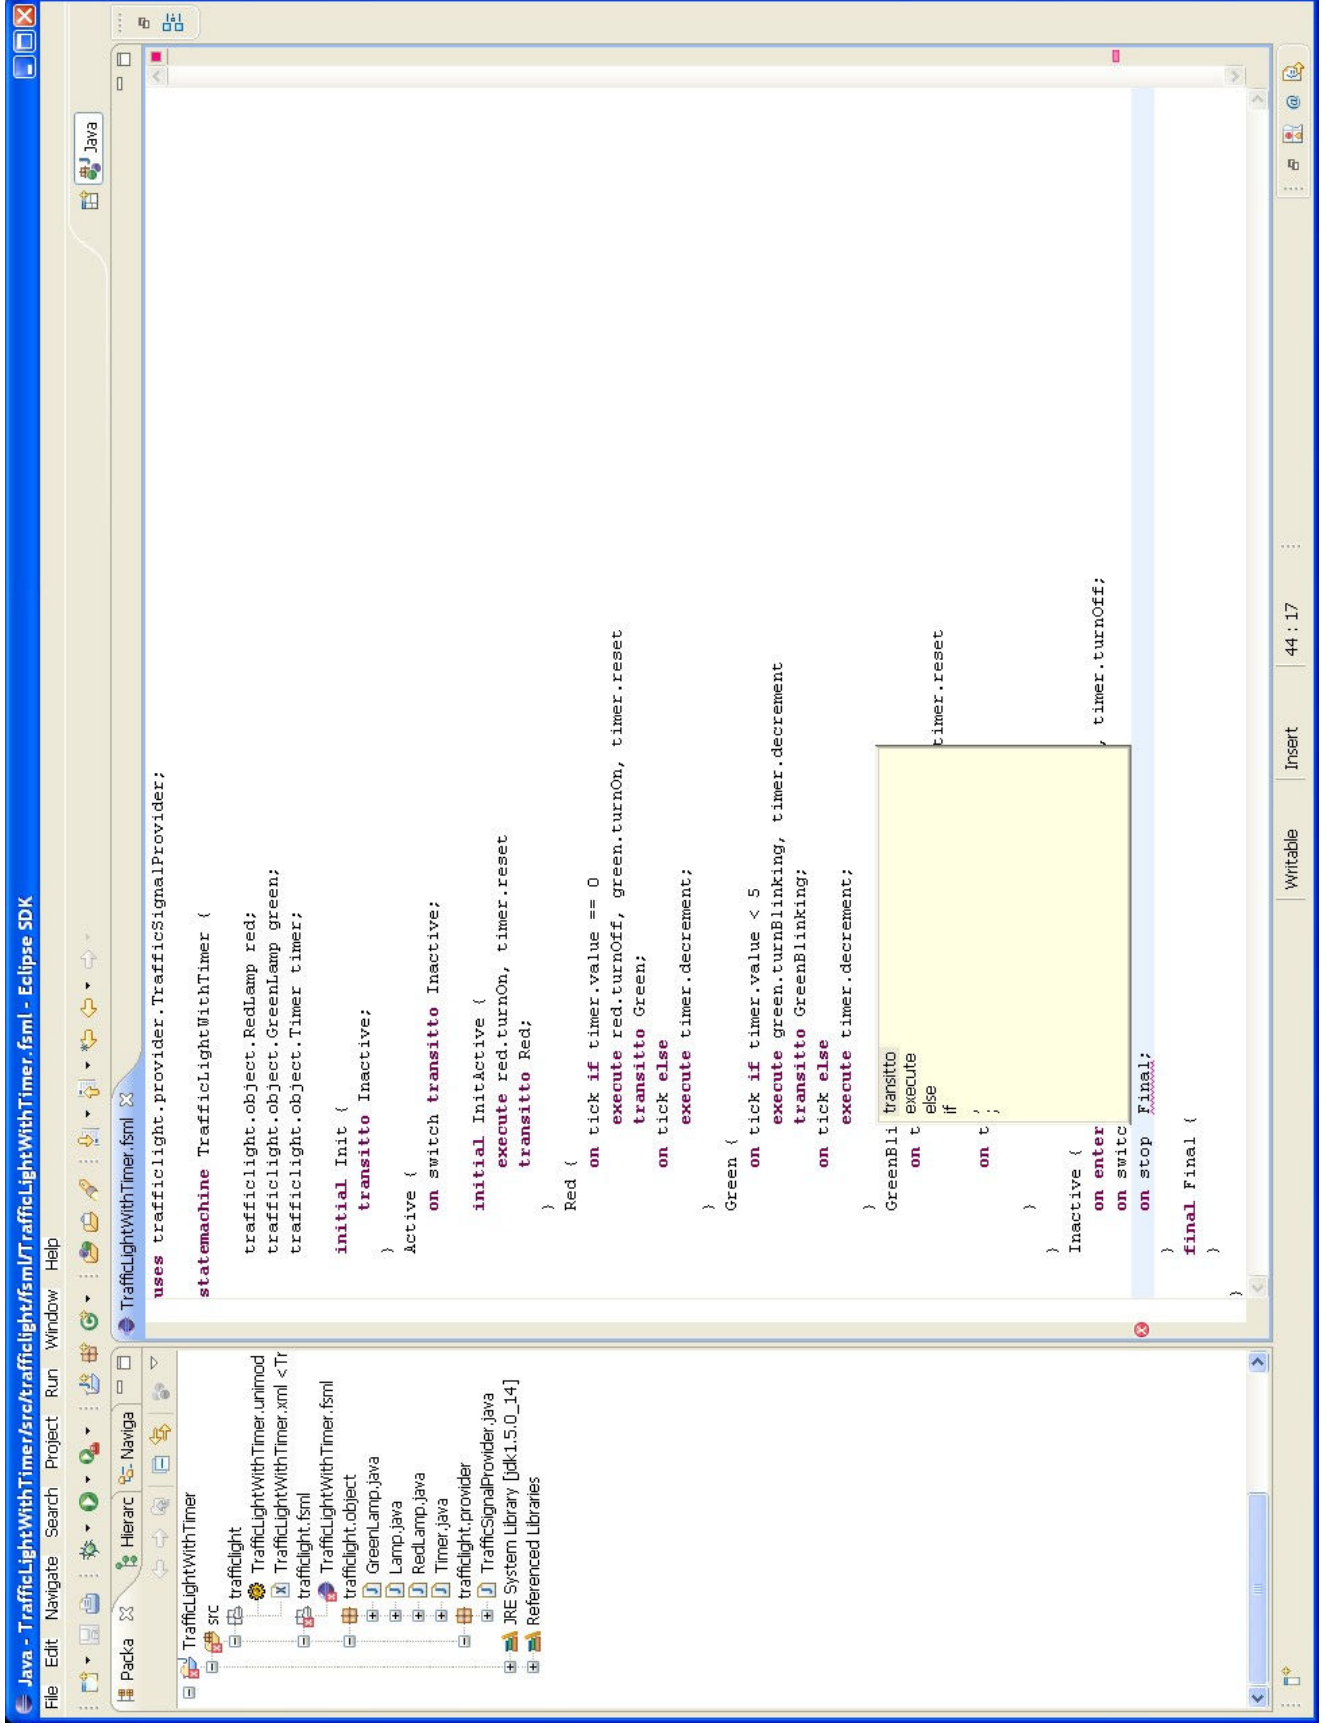 Java - TrafficLightWithTimer/src/trafficlight/fsml/TrafficLightWithTimer.fsml - Eclipse SDK
File Edit Navigate Search Project Run Window Help
Java
Packa Hierarc Naviga
TrafficLightWithTimer
src
trafficlight
TrafficLightWithTimer.unimod
TrafficLightWithTimer.xml <Tr
trafficlight.fsml
TrafficLightWithTimer.fsml
trafficlight.object
GreenLamp.java
Lamp.java
RedLamp.java
Timer.java
trafficlight.provider
TrafficSignalProvider.java
JRE System Library [jdk1.5.0_14]
Referenced Libraries
TrafficLightWithTimer.fsml
uses trafficlight.provider.TrafficSignalProvider;
statemachine TrafficLightWithTimer {
trafficlight.object.RedLamp red;
trafficlight.object.GreenLamp green;
trafficlight.object.Timer timer;
initial Init {
transitto Inactive;
}
Active {
on switch transitto Inactive;
initial InitActive {
execute red.turnOn, timer.reset
transitto Red;
}
Red {
on tick if timer.value == 0
execute red.turnOff, green.turnOn, timer.reset
transitto Green;
on tick else
execute timer.decrement;
}
Green {
on tick if timer.value < 5
execute green.turnBlinking, timer.decrement
transitto GreenBlinking;
on tick else
execute timer.decrement;
}
GreenBli
on t
timer.reset
on t
}
}
Inactive {
on enter , timer.turnOff;
on switc
on stop Final;
}
final Final {
}
}
transitto
execute
else
if
,
;
Writable Insert 44 : 17